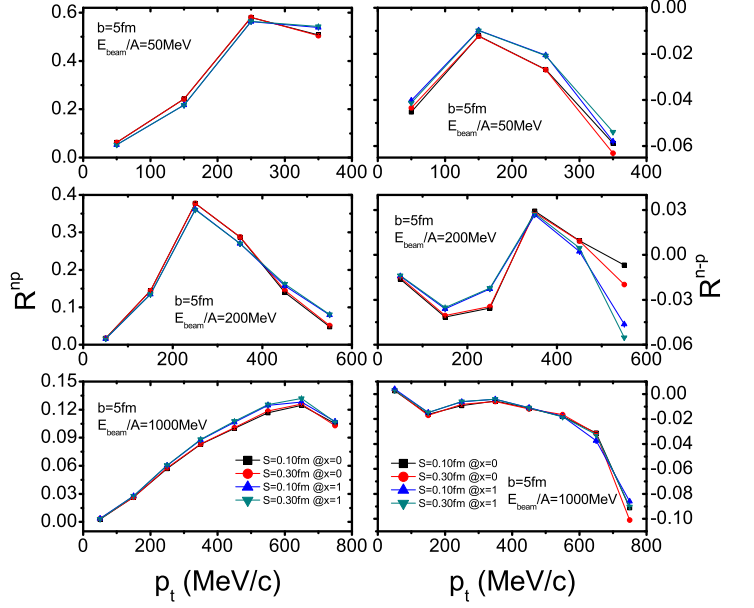 0.6
0.4
0.2
0.0
b=5fm
E_beam/A=50MeV
0 100 200 300 400
b=5fm
E_beam/A=50MeV
0.00
-0.02
-0.04
-0.06
0 100 200 300 400
R^np
0.4
0.3
0.2
0.1
0.0
b=5fm
E_beam/A=200MeV
0 200 400 600
b=5fm
E_beam/A=200MeV
0.03
0.00
-0.03
-0.06
R^n-p
0 200 400 600
0.15
0.12
0.09
0.06
0.03
0.00
b=5fm
E_beam/A=1000MeV
S=0.10fm @x=0
S=0.30fm @x=0
S=0.10fm @x=1
S=0.30fm @x=1
0 200 400 600 800
p_t (MeV/c)
S=0.10fm @x=0
S=0.30fm @x=0
S=0.10fm @x=1
S=0.30fm @x=1
b=5fm
E_beam/A=1000MeV
0.00
-0.02
-0.04
-0.06
-0.08
-0.10
0 200 400 600 800
p_t (MeV/c)